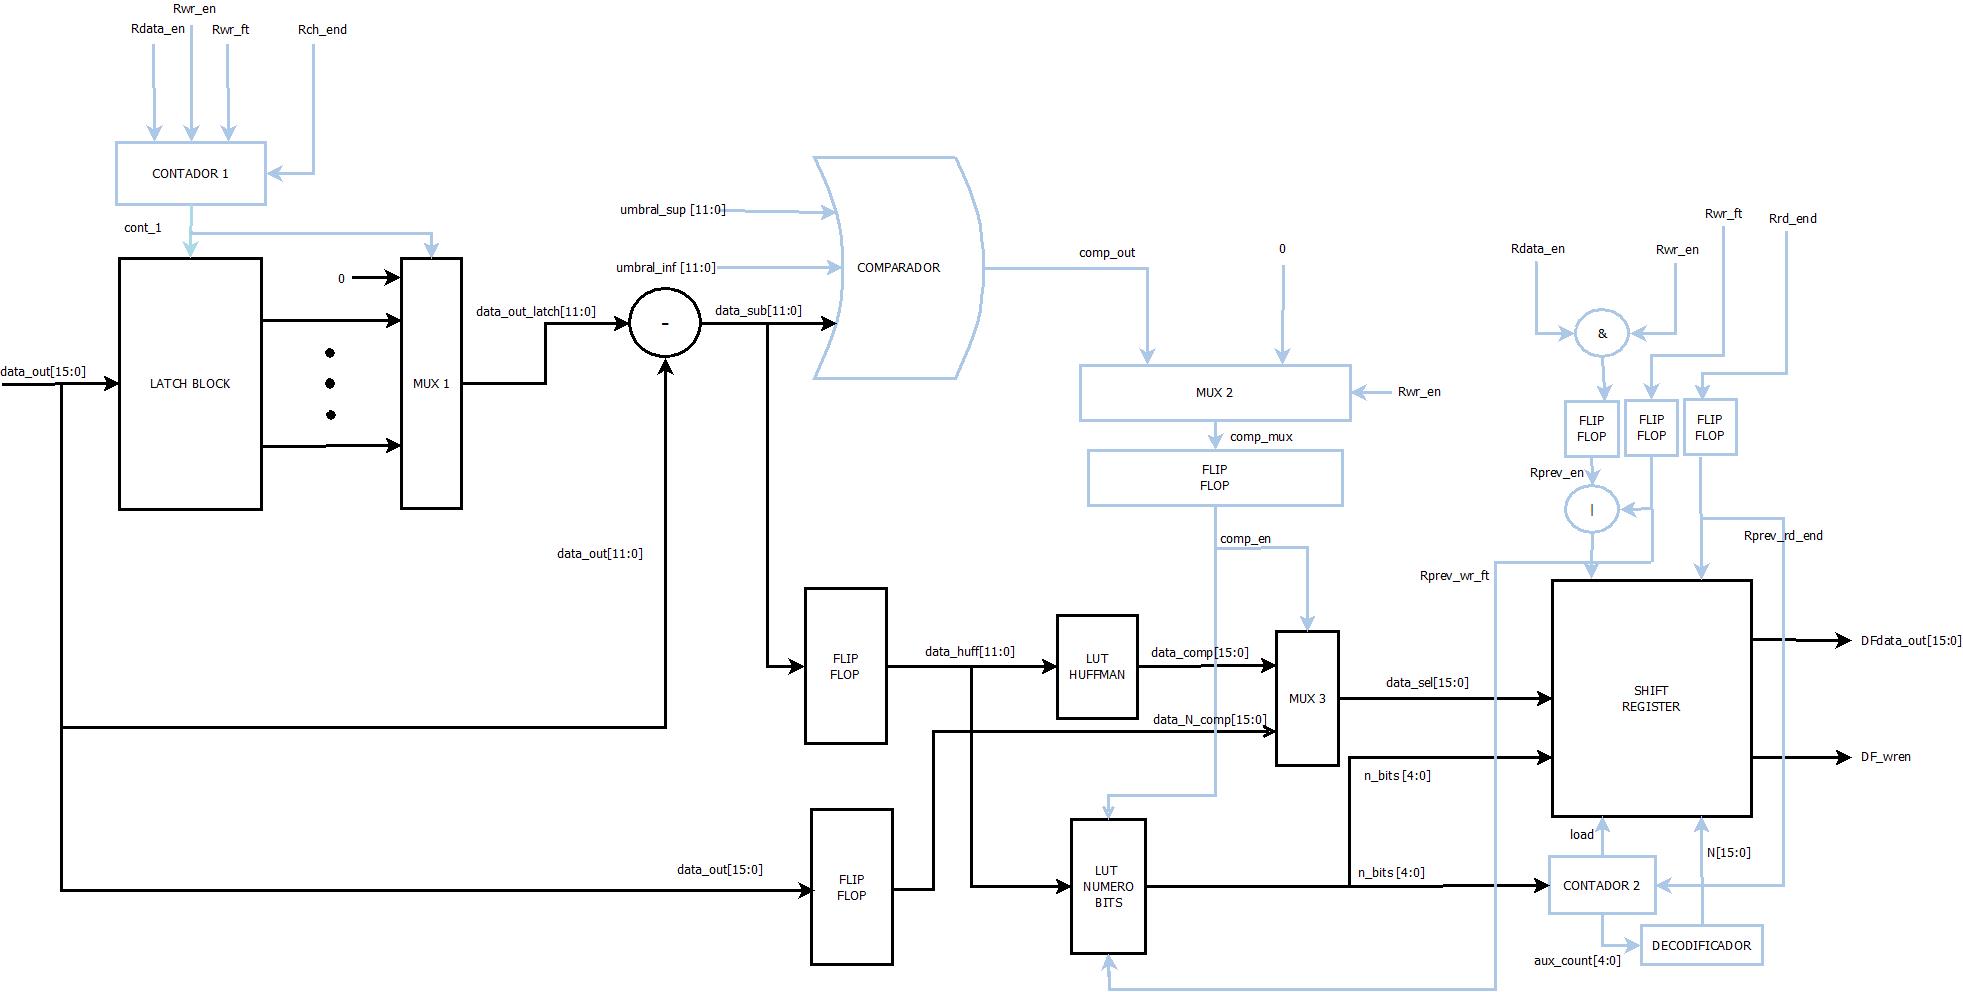 Rwr_en
Rdata_en
Rwr_ft
Rch_end
CONTADOR 1
cont_1
0
data_out[15:0]
LATCH BLOCK
MUX 1
data_out_latch[11:0]
-
data_sub[11:0]
umbral_sup [11:0]
umbral_inf [11:0]
COMPARADOR
comp_out
0
MUX 2
Rwr_en
comp_mux
FLIP
FLOP
comp_en
Rwr_ft
Rrd_end
Rdata_en
Rwr_en
&
FLIP
FLOP
FLIP
FLOP
FLIP
FLOP
Rprev_en
|
Rprev_rd_end
Rprev_wr_ft
data_out[11:0]
FLIP
FLOP
data_huff[11:0]
LUT
HUFFMAN
data_comp[15:0]
data_N_comp[15:0]
MUX 3
data_sel[15:0]
SHIFT
REGISTER
DFdata_out[15:0]
DF_wren
n_bits [4:0]
data_out[15:0]
FLIP
FLOP
LUT
NUMERO
BITS
n_bits [4:0]
load
N[15:0]
CONTADOR 2
DECODIFICADOR
aux_count[4:0]